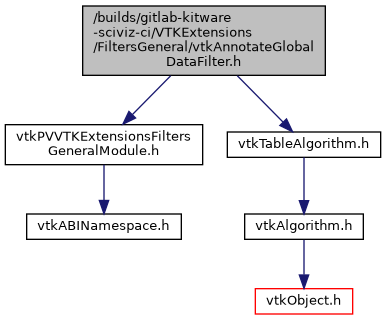 /builds/gitlab-kitware
-sciviz-ci/VTKExtensions
/FiltersGeneral/vtkAnnotateGlobal
DataFilter.h
vtkPVVTKExtensionsFilters
GeneralModule.h
vtkTableAlgorithm.h
vtkABINamespace.h
vtkAlgorithm.h
vtkObject.h